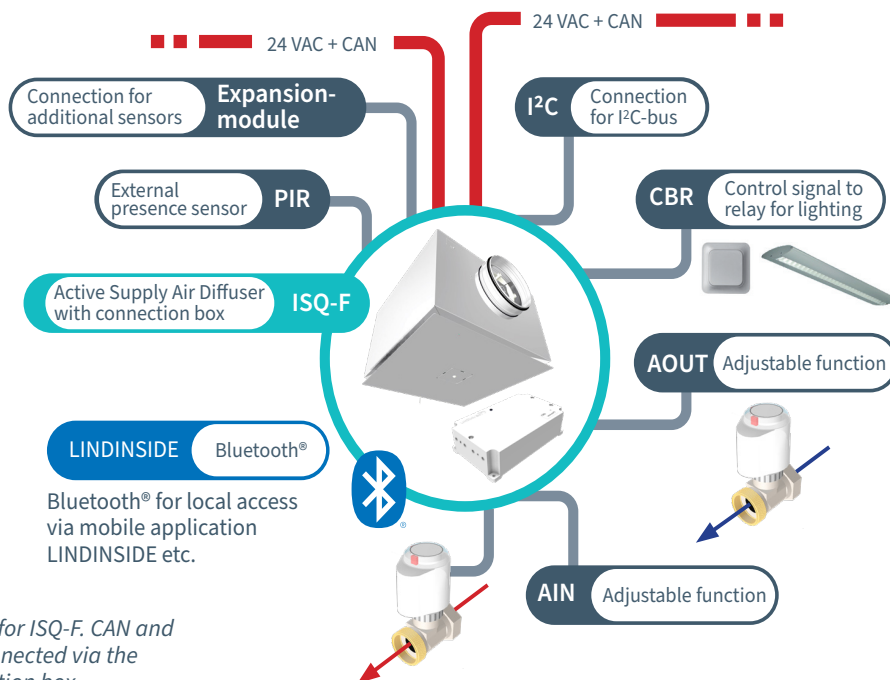 24 VAC + CAN
24 VAC + CAN
Connection for
additional sensors
Expansion-
module
I²C
Connection
for I²C-bus
External
presence sensor
PIR
CBR
Control signal to
relay for lighting
Active Supply Air Diffuser
with connection box
ISQ-F
AOUT
Adjustable function
LINDINSIDE
Bluetooth®
Bluetooth® for local access
via mobile application
LINDINSIDE etc.
®
AIN
Adjustable function
for ISQ-F. CAN and
nnected via the
tion box